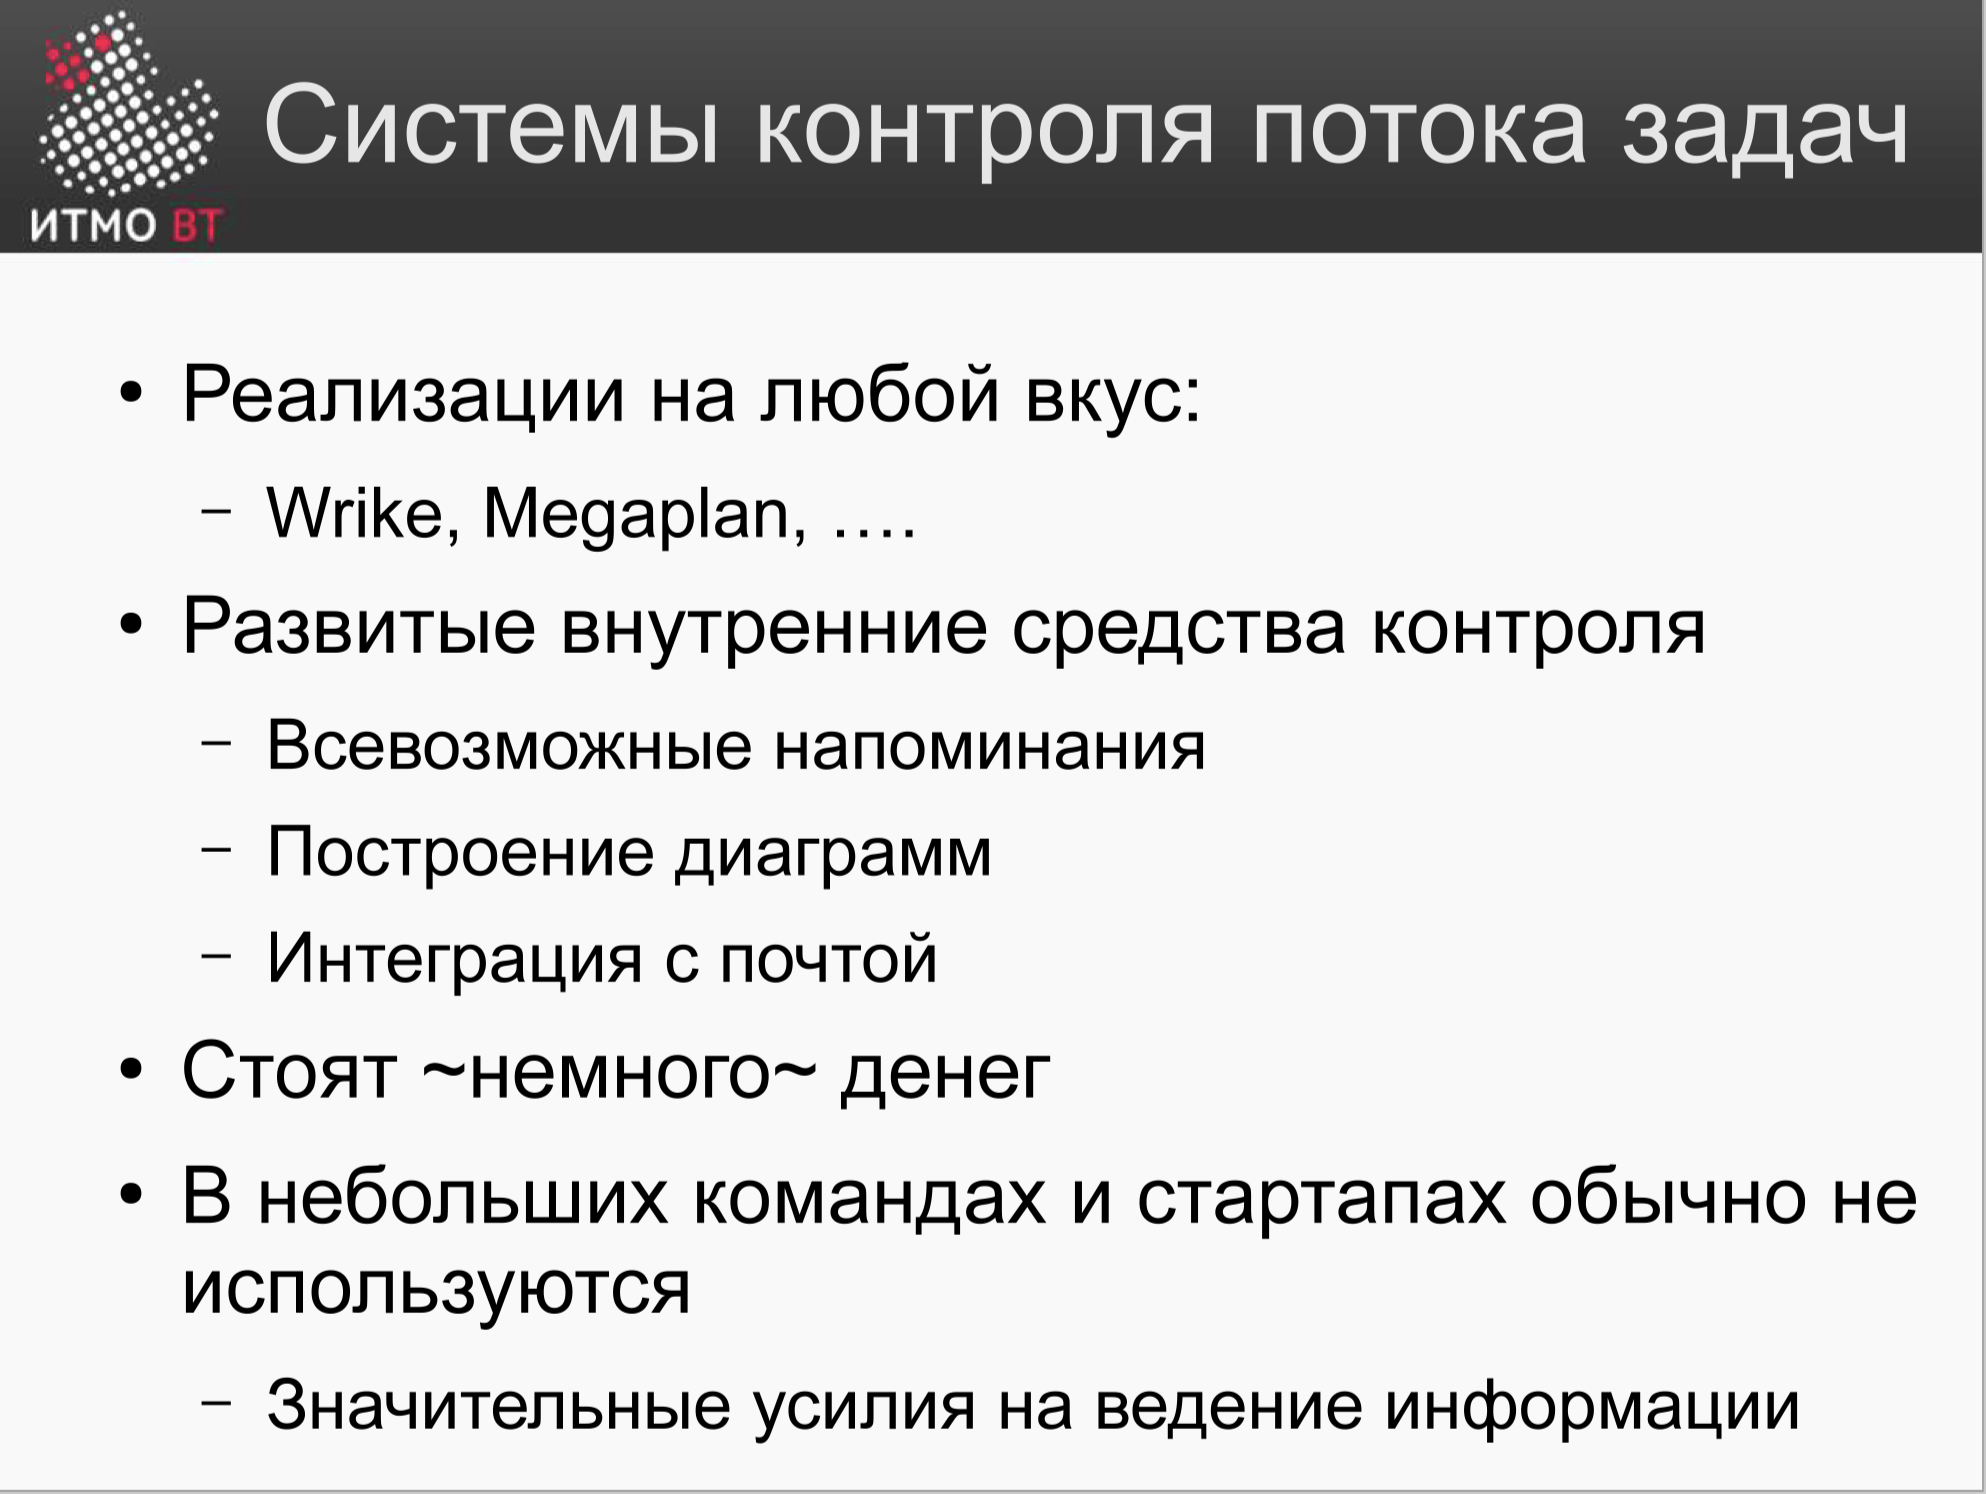 ИТМО ВТ
Системы контроля потока задач
• Реализации на любой вкус:
– Wrike, Megaplan, ....
• Развитые внутренние средства контроля
– Всевозможные напоминания
– Построение диаграмм
– Интеграция с почтой
• Стоят ~немного~ денег
• В небольших командах и стартапах обычно не
используются
– Значительные усилия на ведение информации